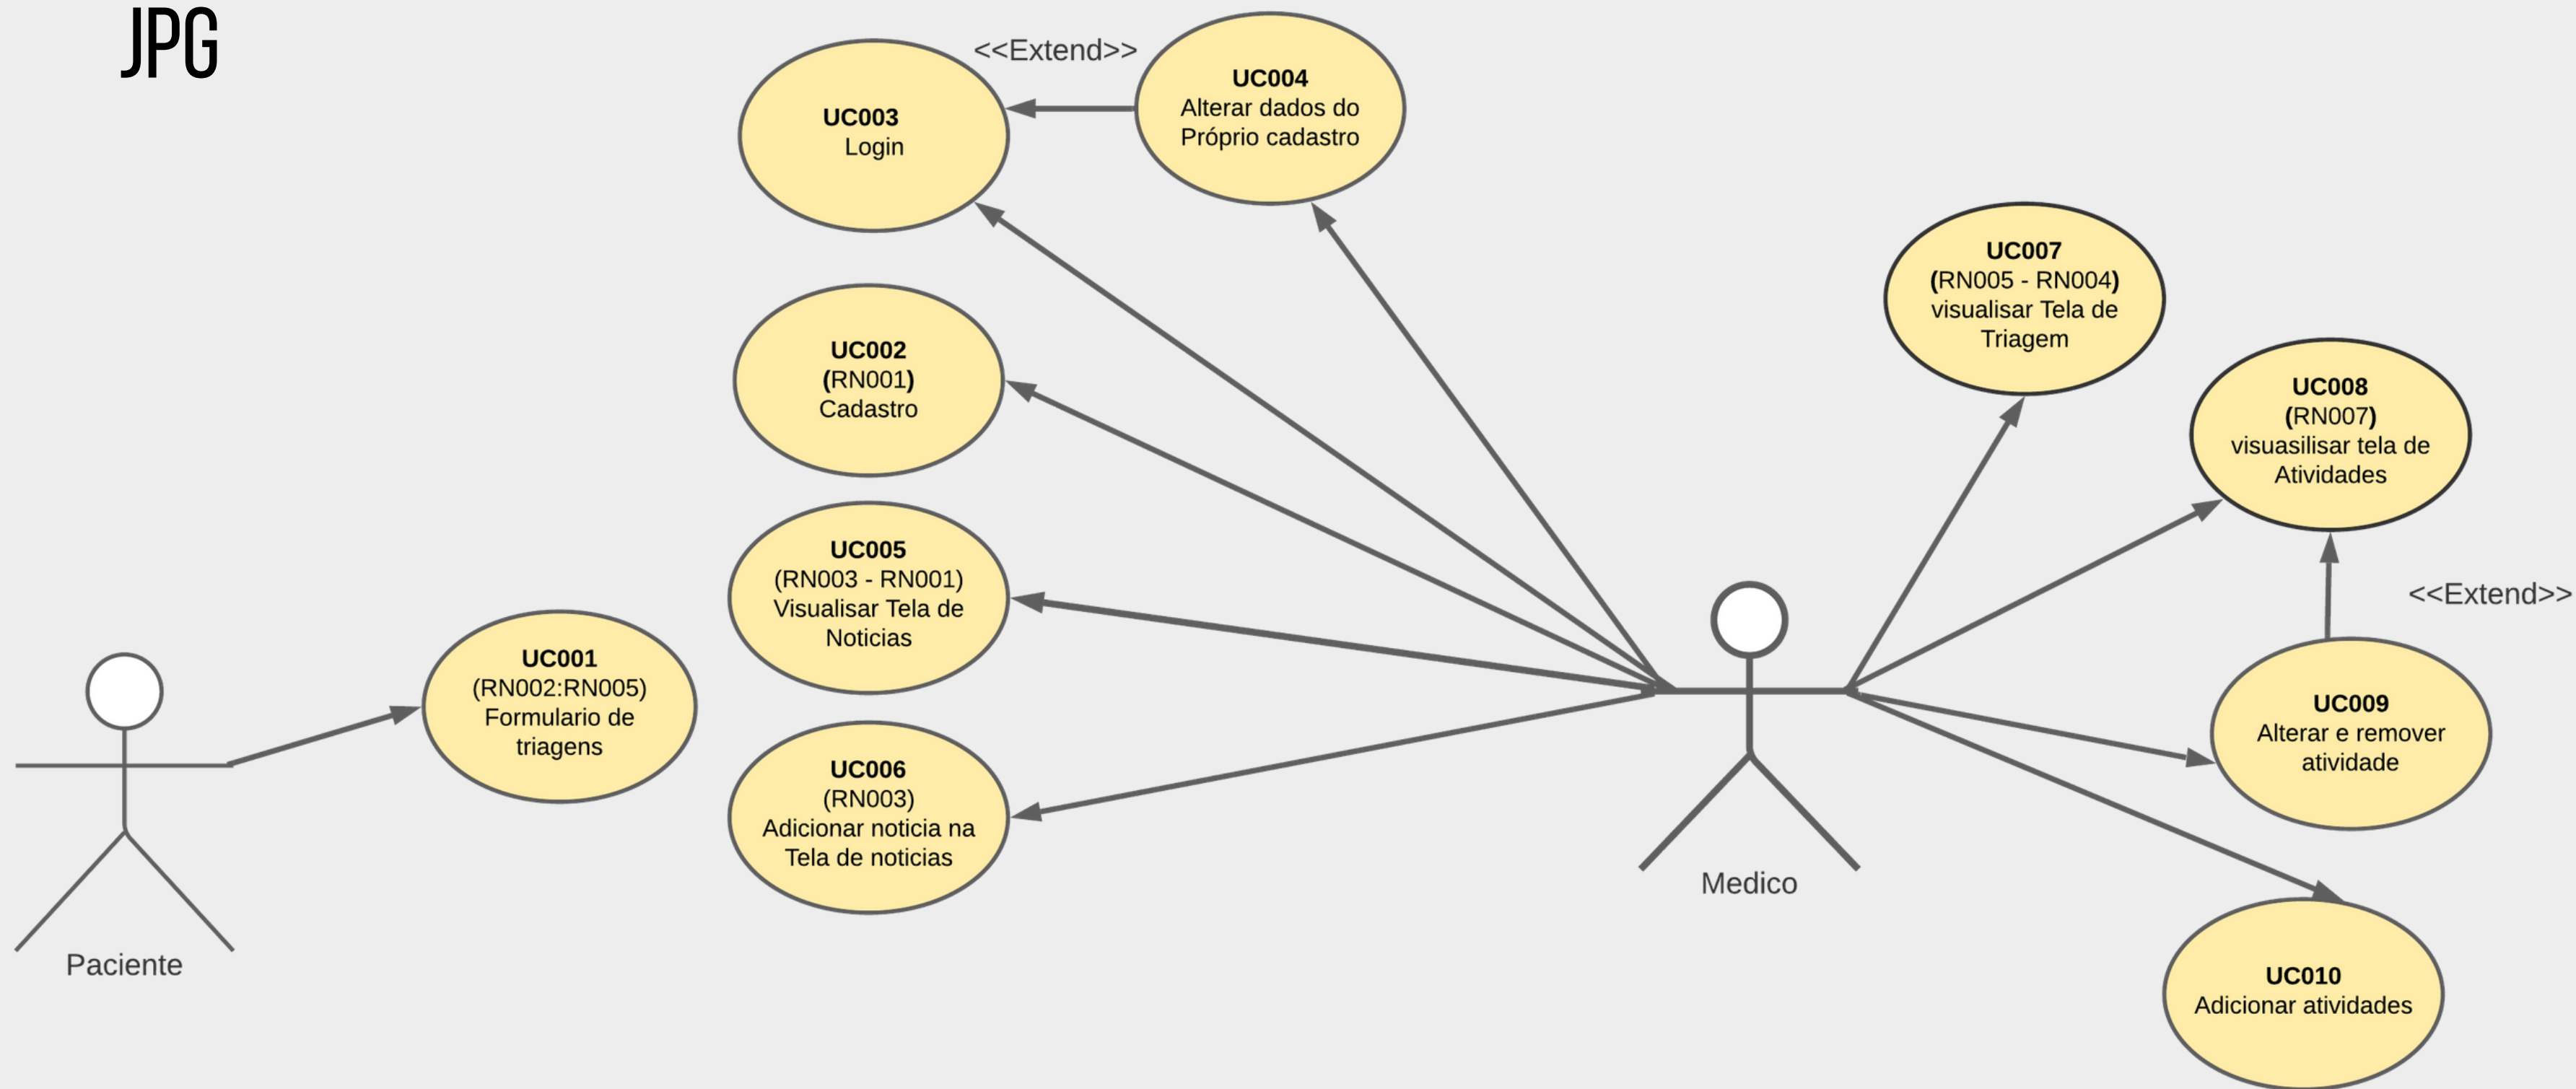 JPG
<<Extend>>
UC003
Login
UC004
Alterar dados do
Próprio cadastro
UC007
(RN005 - RN004)
visualisar Tela de
Triagem
UC002
(RN001)
Cadastro
UC008
(RN007)
visuasilisar tela de
Atividades
UC005
(RN003 - RN001)
Visualisar Tela de
Noticias
<<Extend>>
UC001
(RN002:RN005)
Formulario de
triagens
UC009
Alterar e remover
atividade
UC006
(RN003)
Adicionar noticia na
Tela de noticias
Medico
Paciente
UC010
Adicionar atividades